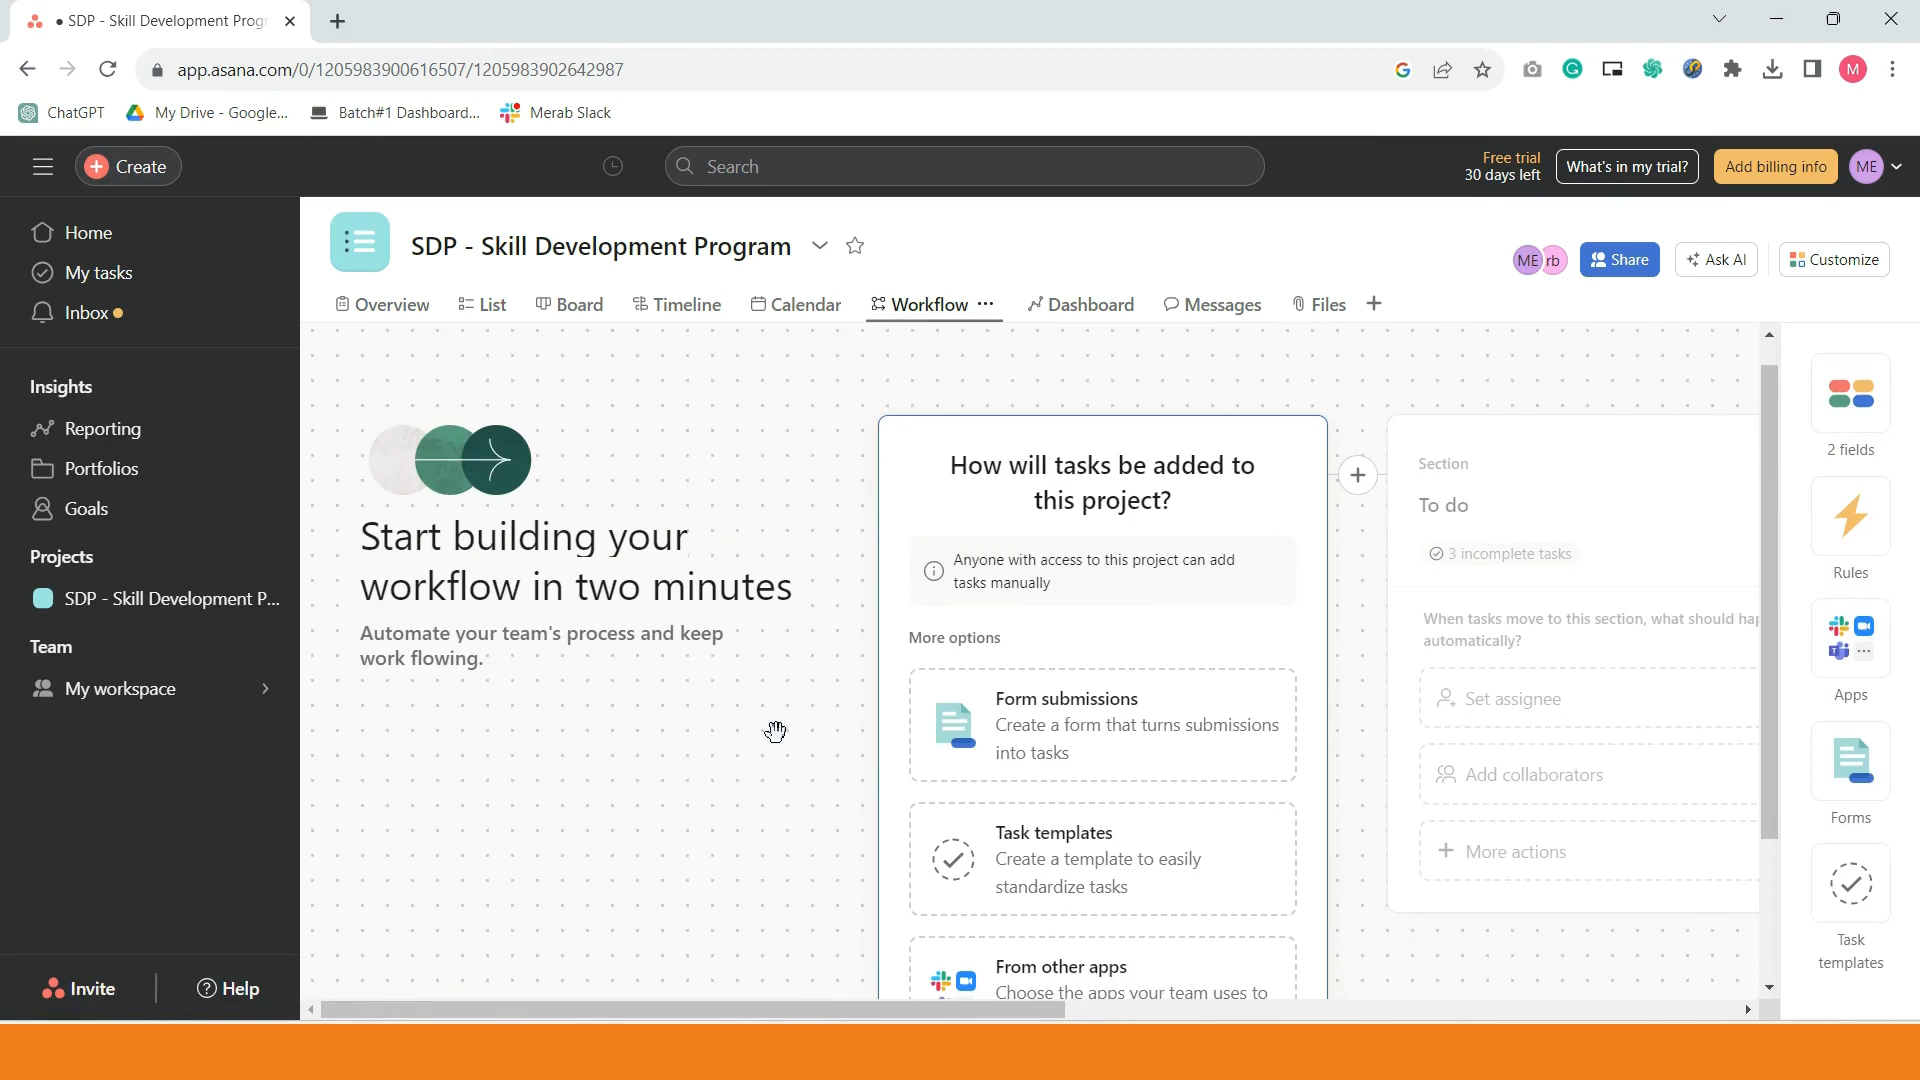 • SDP - Skill Development Progr
app.asana.com/0/1205983900616507/1205983902642987
M
ChatGPT
My Drive - Google...
Batch#1 Dashboard...
Merab Slack
Create
Search
Free trial
30 days left
What's in my trial?
Add billing info
ME
Home
My tasks
Inbox
Insights
Reporting
Portfolios
Goals
Projects
SDP - Skill Development P...
Team
My workspace
Invite
Help
SDP - Skill Development Program
ME
rb
Share
Ask AI
Customize
Overview
List
Board
Timeline
Calendar
Workflow
Dashboard
Messages
Files
Start building your
workflow in two minutes
Automate your team's process and keep
work flowing.
How will tasks be added to
this project?
Anyone with access to this project can add
tasks manually
More options
Form submissions
Create a form that turns submissions
into tasks
Task templates
Create a template to easily
standardize tasks
From other apps
Choose the apps your team uses to
Section
To do
3 incomplete tasks
When tasks move to this section, what should hap
automatically?
Set assignee
Add collaborators
More actions
2 fields
Rules
Apps
Forms
Task
templates